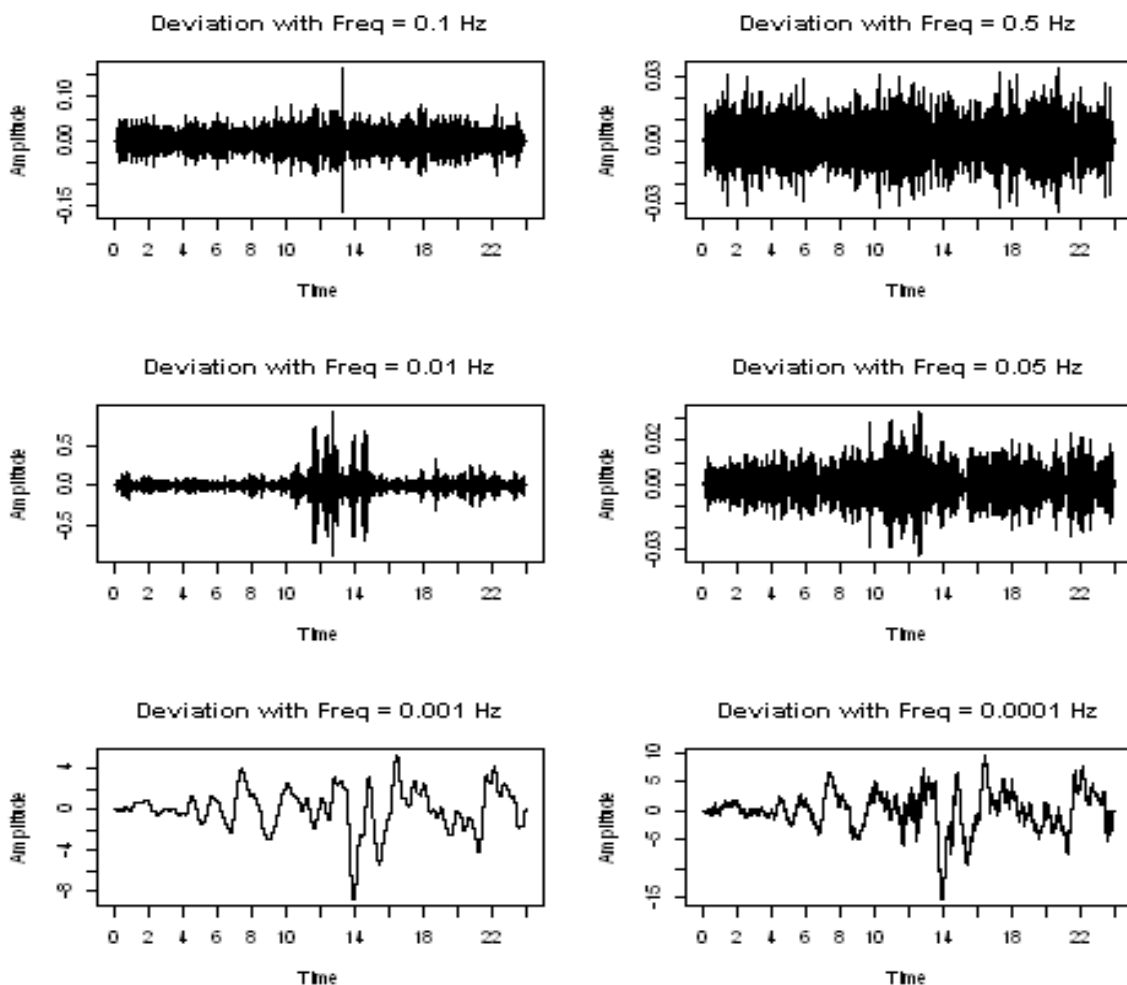 Deviation with Freq = 0.1 Hz
Amplitude
0.10
0.00
-0.15
0 2 4 6 8 10 14 18 22
Time
Deviation with Freq = 0.5 Hz
Amplitude
0.03
0.00
-0.03
0 2 4 6 8 10 14 18 22
Time
Deviation with Freq = 0.01 Hz
Amplitude
0.5
0.0
-0.5
0 2 4 6 8 10 14 18 22
Time
Deviation with Freq = 0.05 Hz
Amplitude
0.02
0.00
-0.03
0 2 4 6 8 10 14 18 22
Time
Deviation with Freq = 0.001 Hz
Amplitude
4
0
-4
-8
0 2 4 6 8 10 14 18 22
Time
Deviation with Freq = 0.0001 Hz
Amplitude
10
5
0
-5
-15
0 2 4 6 8 10 14 18 22
Time